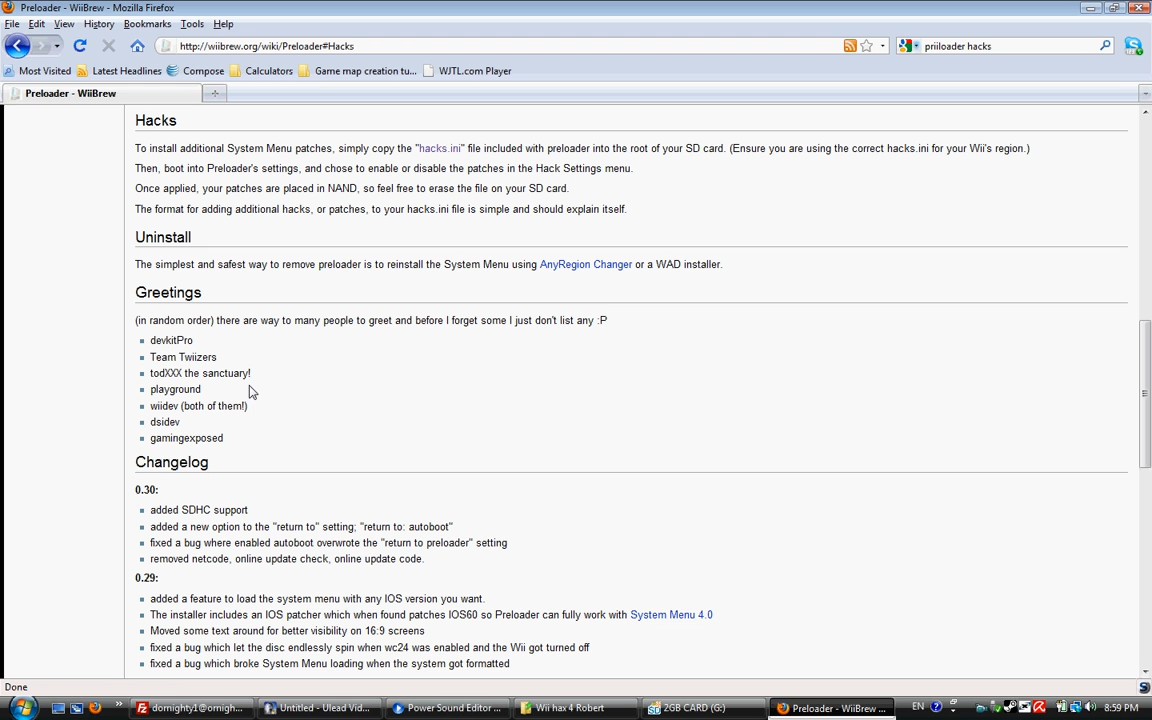 Preloader - WiiBrew - Mozilla Firefox
File Edit View History Bookmarks Tools Help
http://wiibrew.org/wiki/Preloader#Hacks
priiloader hacks
Most Visited Latest Headlines Compose Calculators Game map creation tu... WJTL.com Player
Preloader - WiiBrew
Hacks
To install additional System Menu patches, simply copy the "hacks.ini" file included with preloader into the root of your SD card. (Ensure you are using the correct hacks.ini for your Wii's region.)
Then, boot into Preloader's settings, and chose to enable or disable the patches in the Hack Settings menu.
Once applied, your patches are placed in NAND, so feel free to erase the file on your SD card.
The format for adding additional hacks, or patches, to your hacks.ini file is simple and should explain itself.
Uninstall
The simplest and safest way to remove preloader is to reinstall the System Menu using AnyRegion Changer or a WAD installer.
Greetings
(in random order) there are way to many people to greet and before I forget some I just don't list any :P
devkitPro
Team Twiizers
todXXX the sanctuary!
playground
wiidev (both of them!)
dsidev
gamingexposed
Changelog
0.30:
added SDHC support
added a new option to the "return to" setting; "return to: autoboot"
fixed a bug where enabled autoboot overwrote the "return to preloader" setting
removed netcode, online update check, online update code.
0.29:
added a feature to load the system menu with any IOS version you want.
The installer includes an IOS patcher which when found patches IOS60 so Preloader can fully work with System Menu 4.0
Moved some text around for better visibility on 16:9 screens
fixed a bug which let the disc endlessly spin when wc24 was enabled and the Wii got turned off
fixed a bug which broke System Menu loading when the system got formatted
Done
dornighty1@ornigh... Untitled - Ulead Vid... Power Sound Editor ... Wii hax 4 Robert 2GB CARD (G:) Preloader - WiiBrew ... EN 8:59 PM